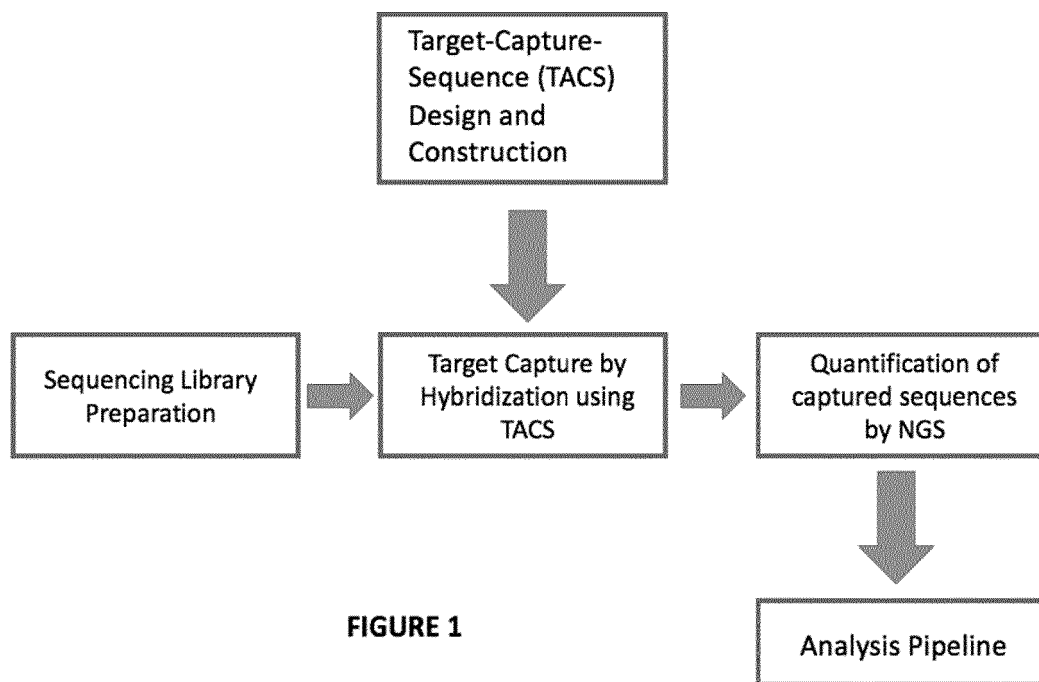 Target-Capture-
Sequence (TACS)
Design and
Construction
Sequencing Library
Preparation
Target Capture by
Hybridization using
TACS
Quantification of
captured sequences
by NGS
FIGURE 1
Analysis Pipeline